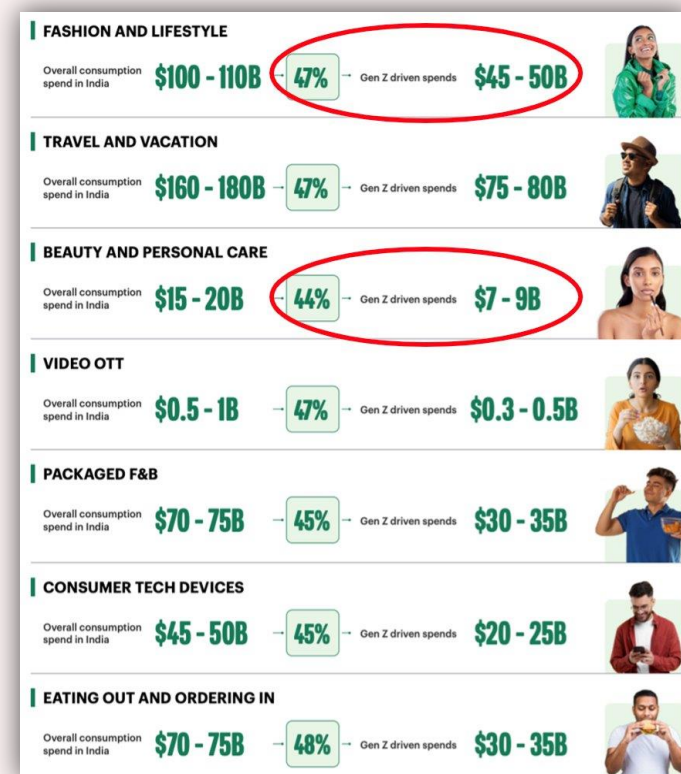 FASHION AND LIFESTYLE
Overall consumption
spend in India
$100 - 110B
47%
Gen Z driven spends
$45 - 50B
TRAVEL AND VACATION
Overall consumption
spend in India
$160 - 180B
47%
Gen Z driven spends
$75 - 80B
BEAUTY AND PERSONAL CARE
Overall consumption
spend in India
$15 - 20B
44%
Gen Z driven spends
$7 - 9B
VIDEO OTT
Overall consumption
spend in India
$0.5 - 1B
47%
Gen Z driven spends
$0.3 - 0.5B
PACKAGED F&B
Overall consumption
spend in India
$70 - 75B
45%
Gen Z driven spends
$30 - 35B
CONSUMER TECH DEVICES
Overall consumption
spend in India
$45 - 50B
45%
Gen Z driven spends
$20 - 25B
EATING OUT AND ORDERING IN
Overall consumption
spend in India
$70 - 75B
48%
Gen Z driven spends
$30 - 35B